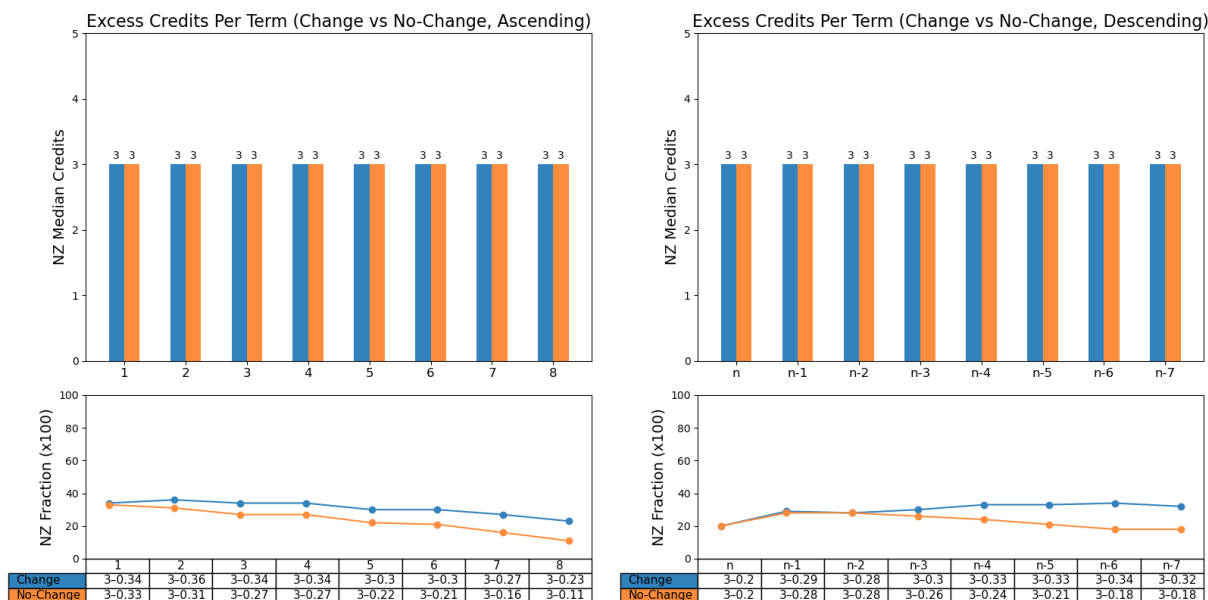 Excess Credits Per Term (Change vs No-Change, Ascending)
NZ Median Credits
5
4
3
2
1
0
3 3 3 3 3 3 3 3 3 3 3 3 3 3 3 3
1 2 3 4 5 6 7 8
NZ Fraction (x100)
100
80
60
40
20
0
1 2 3 4 5 6 7 8
Change 3–0.34 3–0.36 3–0.34 3–0.34 3–0.3 3–0.3 3–0.27 3–0.23
No-Change 3–0.33 3–0.31 3–0.27 3–0.27 3–0.22 3–0.21 3–0.16 3–0.11
Excess Credits Per Term (Change vs No-Change, Descending)
NZ Median Credits
5
4
3
2
1
0
3 3 3 3 3 3 3 3 3 3 3 3 3 3 3 3
n n-1 n-2 n-3 n-4 n-5 n-6 n-7
NZ Fraction (x100)
100
80
60
40
20
0
n n-1 n-2 n-3 n-4 n-5 n-6 n-7
Change 3–0.2 3–0.29 3–0.28 3–0.3 3–0.33 3–0.33 3–0.34 3–0.32
No-Change 3–0.2 3–0.28 3–0.28 3–0.26 3–0.24 3–0.21 3–0.18 3–0.18